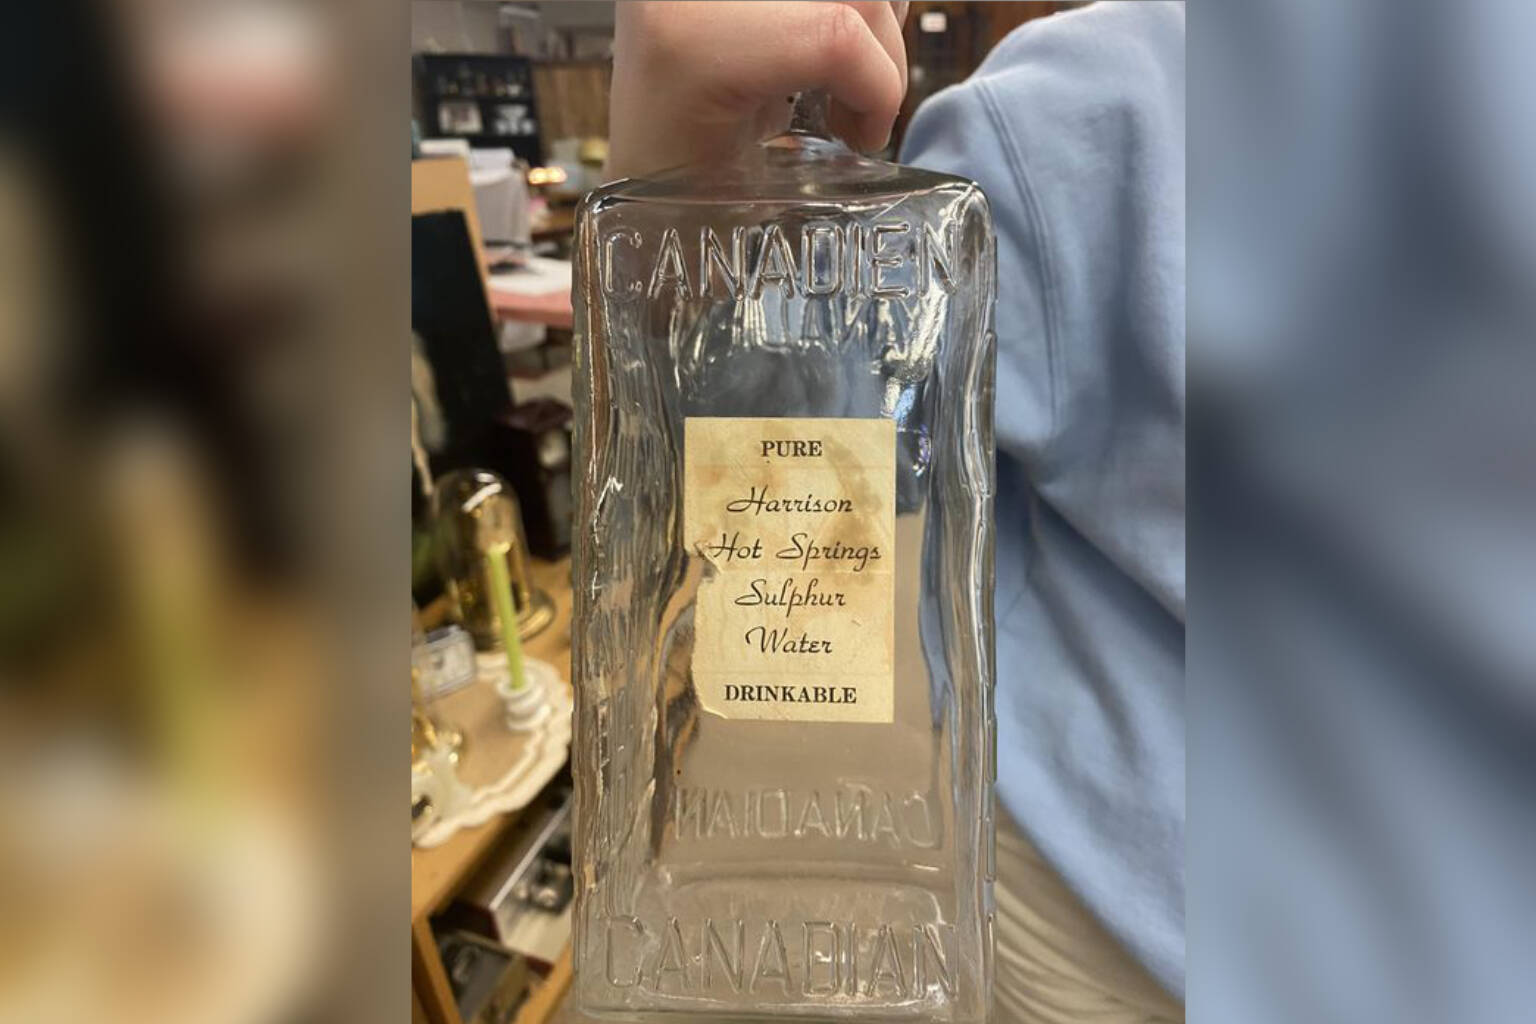 CANADIEN
PURE
Harrison
Hot Springs
Sulphur
Water
DRINKABLE
CANADIAN
CANADIAN